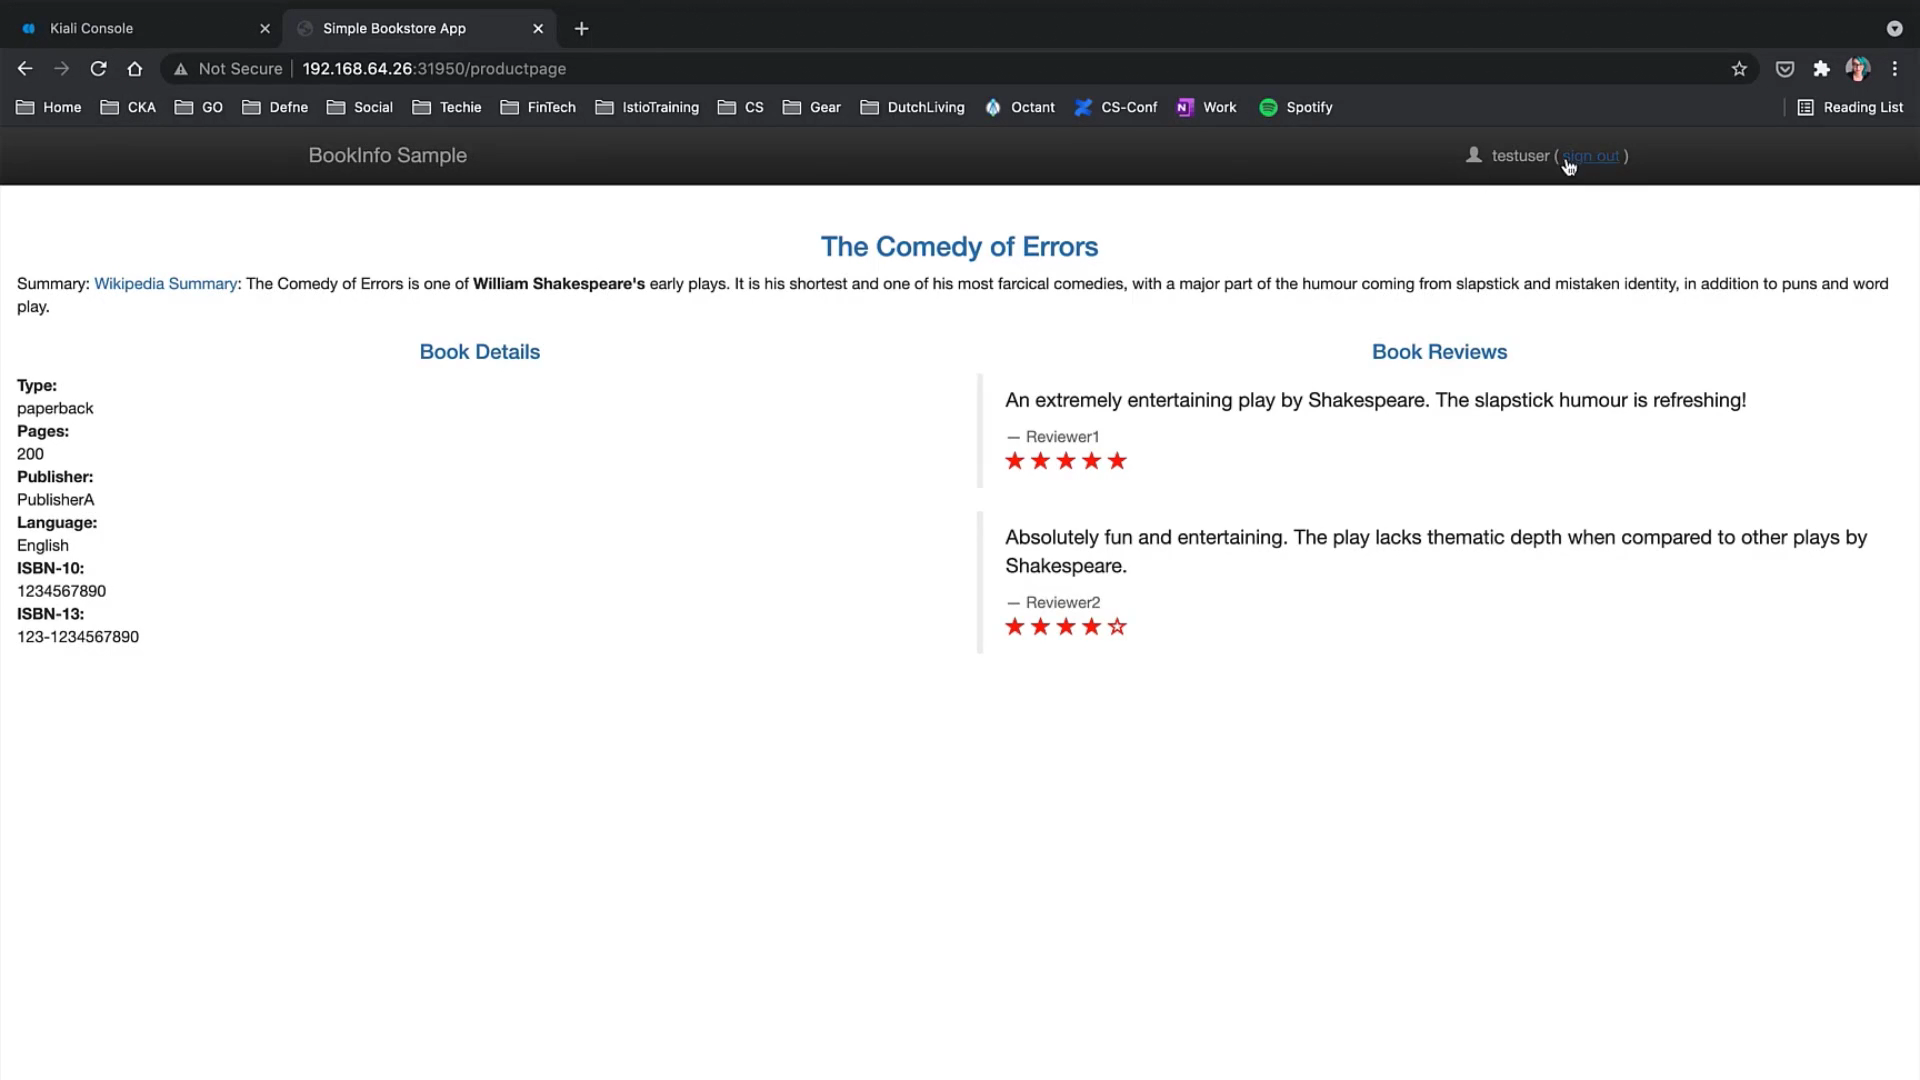 Kiali Console
Simple Bookstore App
Not Secure
192.168.64.26:31950/productpage
Home
CKA
GO
Defne
Social
Techie
FinTech
IstioTraining
CS
Gear
DutchLiving
Octant
CS-Conf
Work
Spotify
Reading List
BookInfo Sample
testuser ( sign out )
The Comedy of Errors
Summary: Wikipedia Summary: The Comedy of Errors is one of William Shakespeare's early plays. It is his shortest and one of his most farcical comedies, with a major part of the humour coming from slapstick and mistaken identity, in addition to puns and word
play.
Book Details
Type:
paperback
Pages:
200
Publisher:
PublisherA
Language:
English
ISBN-10:
1234567890
ISBN-13:
123-1234567890
Book Reviews
An extremely entertaining play by Shakespeare. The slapstick humour is refreshing!
— Reviewer1
Absolutely fun and entertaining. The play lacks thematic depth when compared to other plays by
Shakespeare.
— Reviewer2